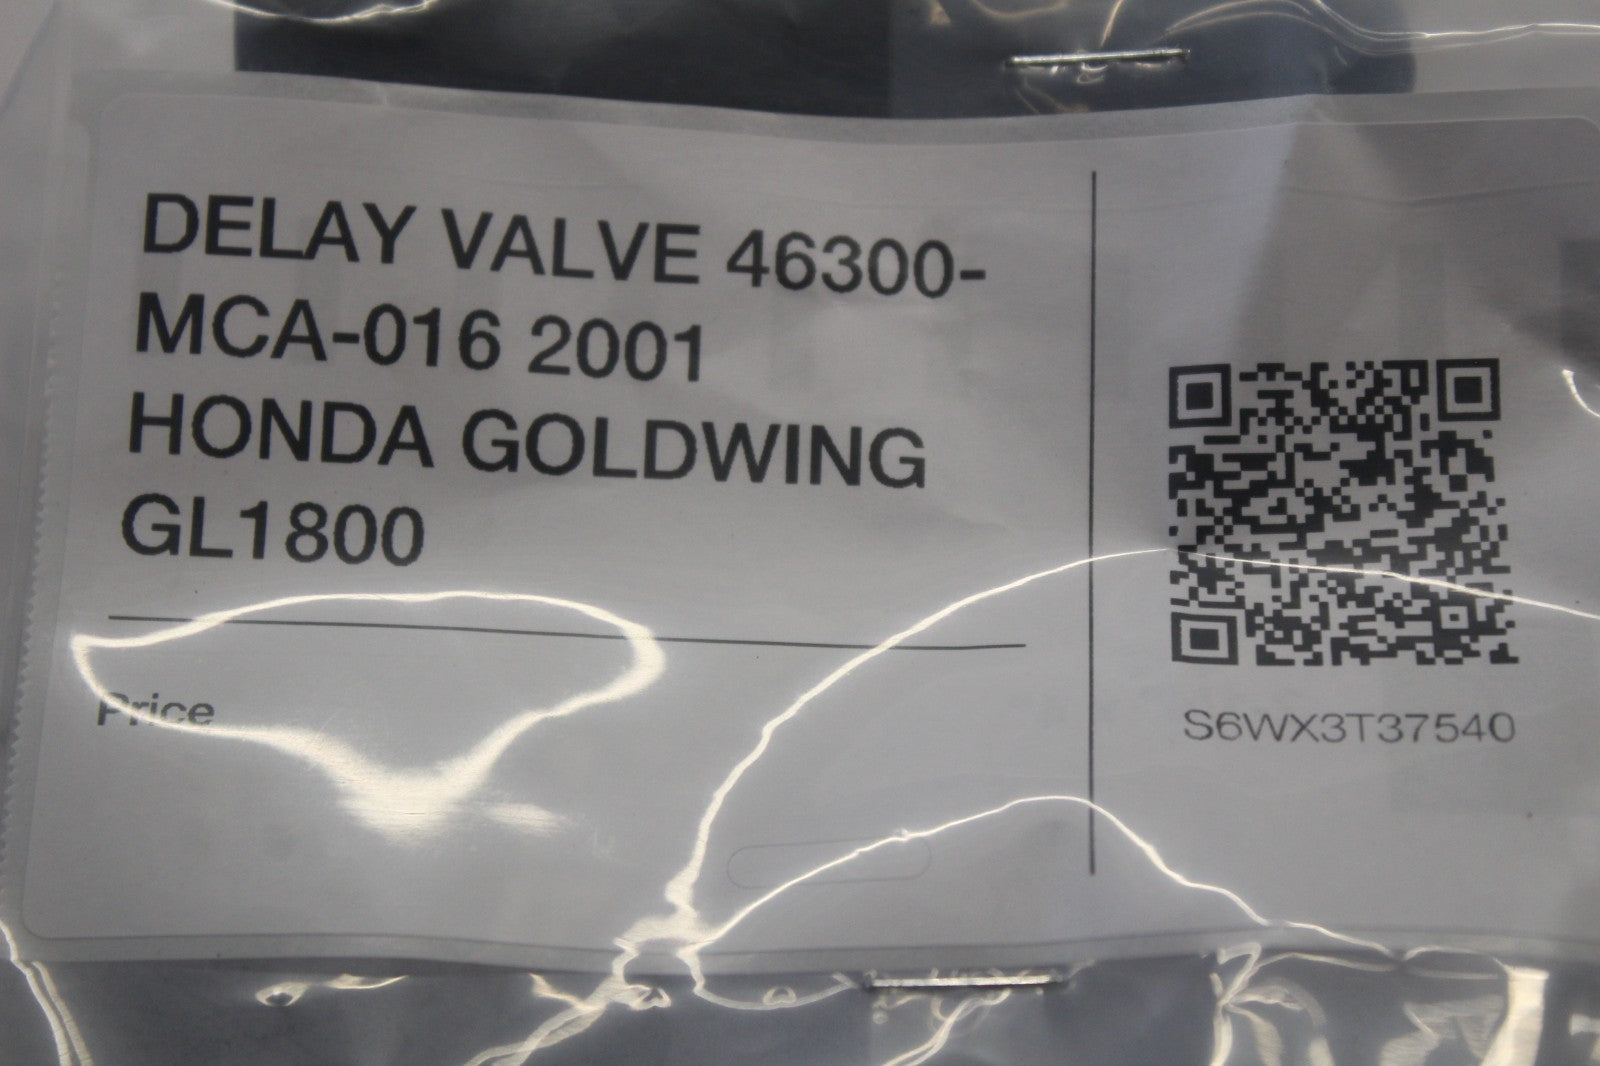 DELAY VALVE 46300-
MCA-016 2001
HONDA GOLDWING
GL1800
Price
S6WX3T37540